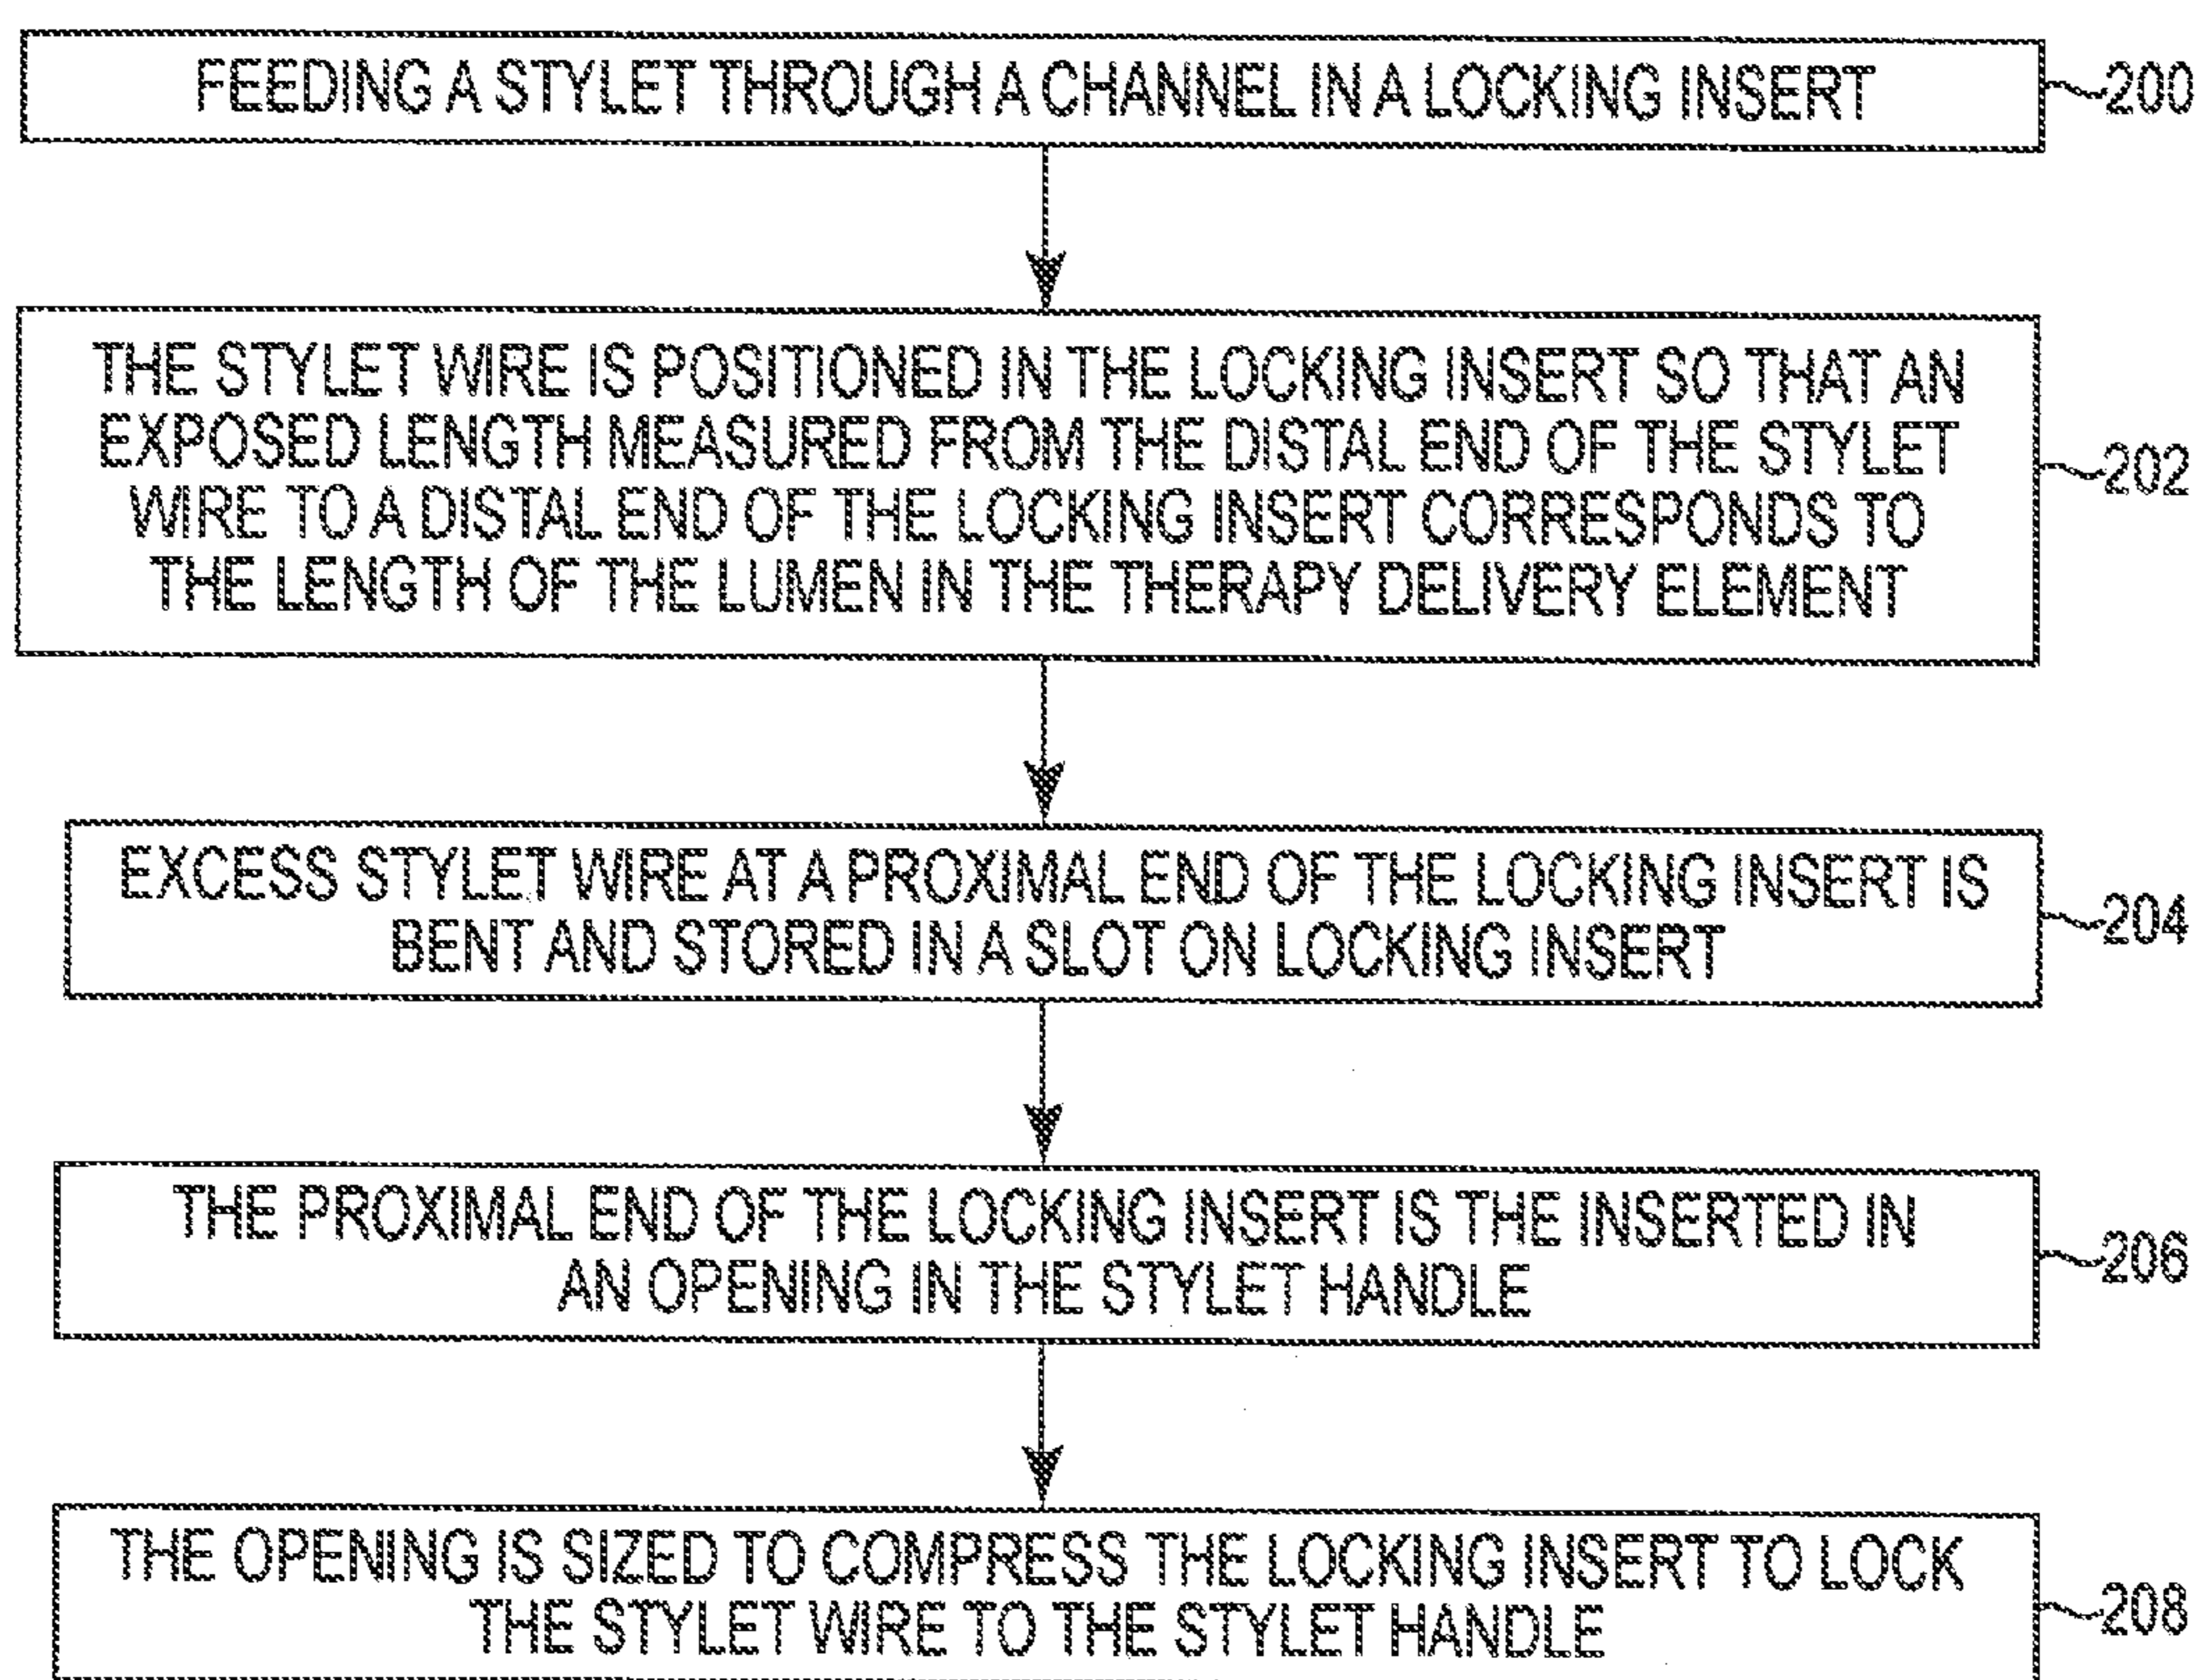 FEEDING A STYLET THROUGH A CHANNEL IN A LOCKING INSERT
200
THE STYLET WIRE IS POSITIONED IN THE LOCKING INSERT SO THAT AN
EXPOSED LENGTH MEASURED FROM THE DISTAL END OF THE STYLET
WIRE TO A DISTAL END OF THE LOCKING INSERT CORRESPONDS TO
THE LENGTH OF THE LUMEN IN THE THERAPY DELIVERY ELEMENT
202
EXCESS STYLET WIRE AT A PROXIMAL END OF THE LOCKING INSERT IS
BENT AND STORED IN A SLOT ON LOCKING INSERT
204
THE PROXIMAL END OF THE LOCKING INSERT IS THE INSERTED IN
AN OPENING IN THE STYLET HANDLE
206
THE OPENING IS SIZED TO COMPRESS THE LOCKING INSERT TO LOCK
THE STYLET WIRE TO THE STYLET HANDLE
208